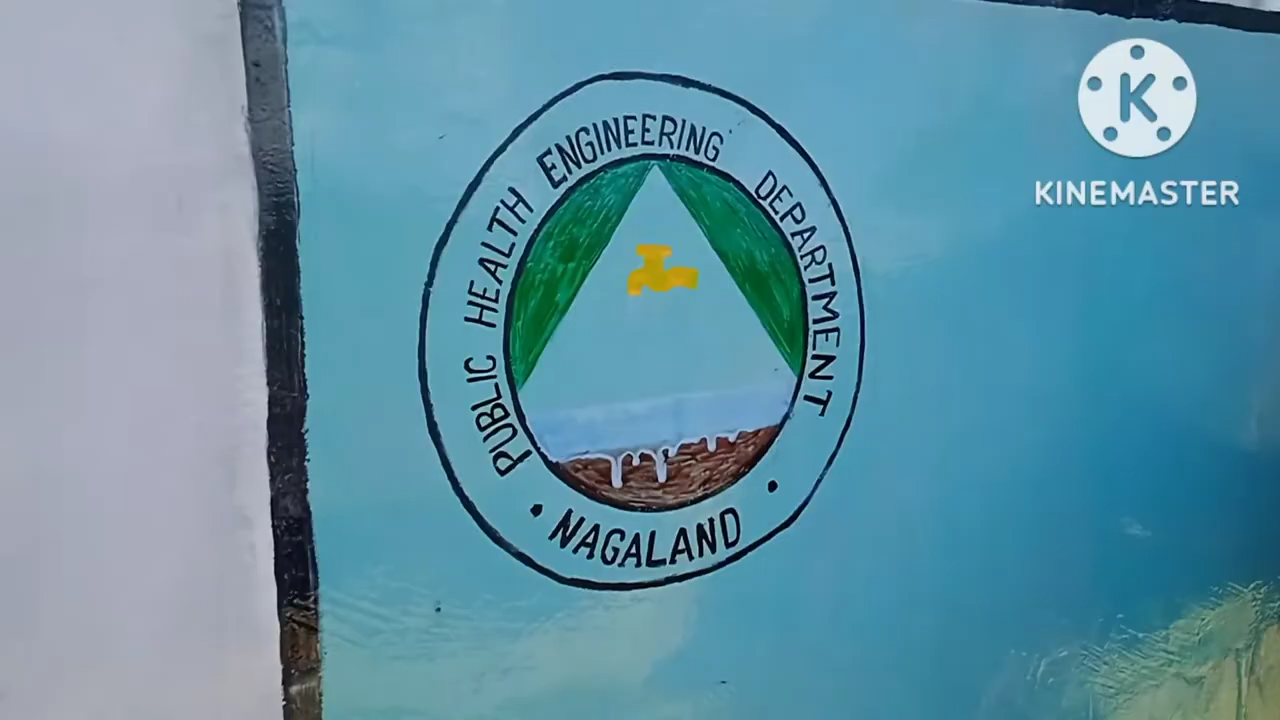 PUBLIC HEALTH ENGINEERING DEPARTMENT
• NAGALAND •
K
KINEMASTER